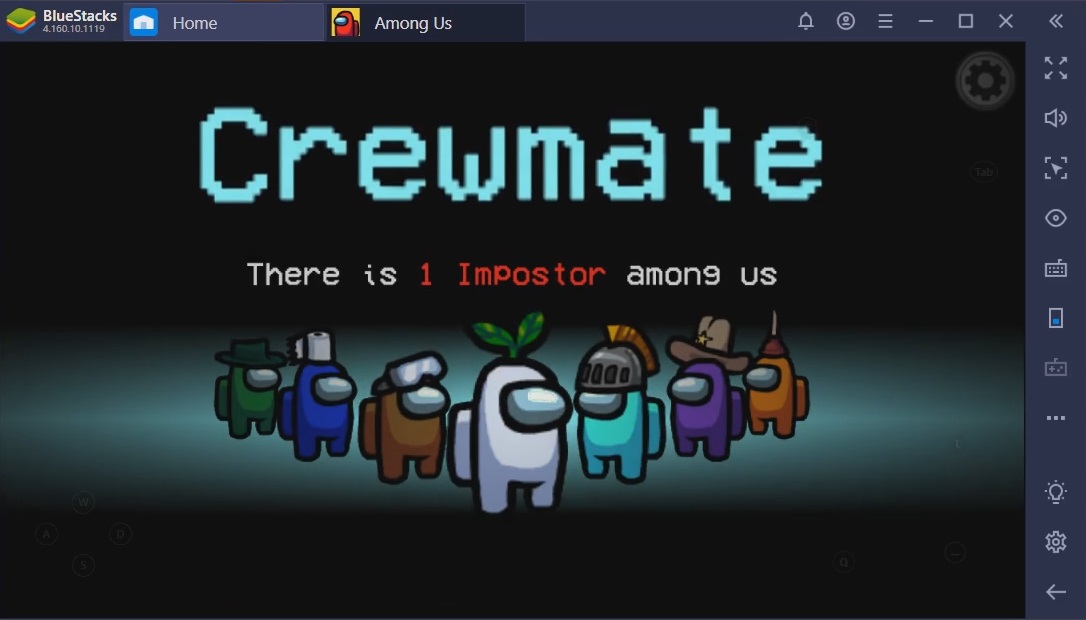 BlueStacks
4.160.10.1119
Home
Among Us
Crewmate
There is 1 Impostor among us
Tab
W
A
D
S
Q